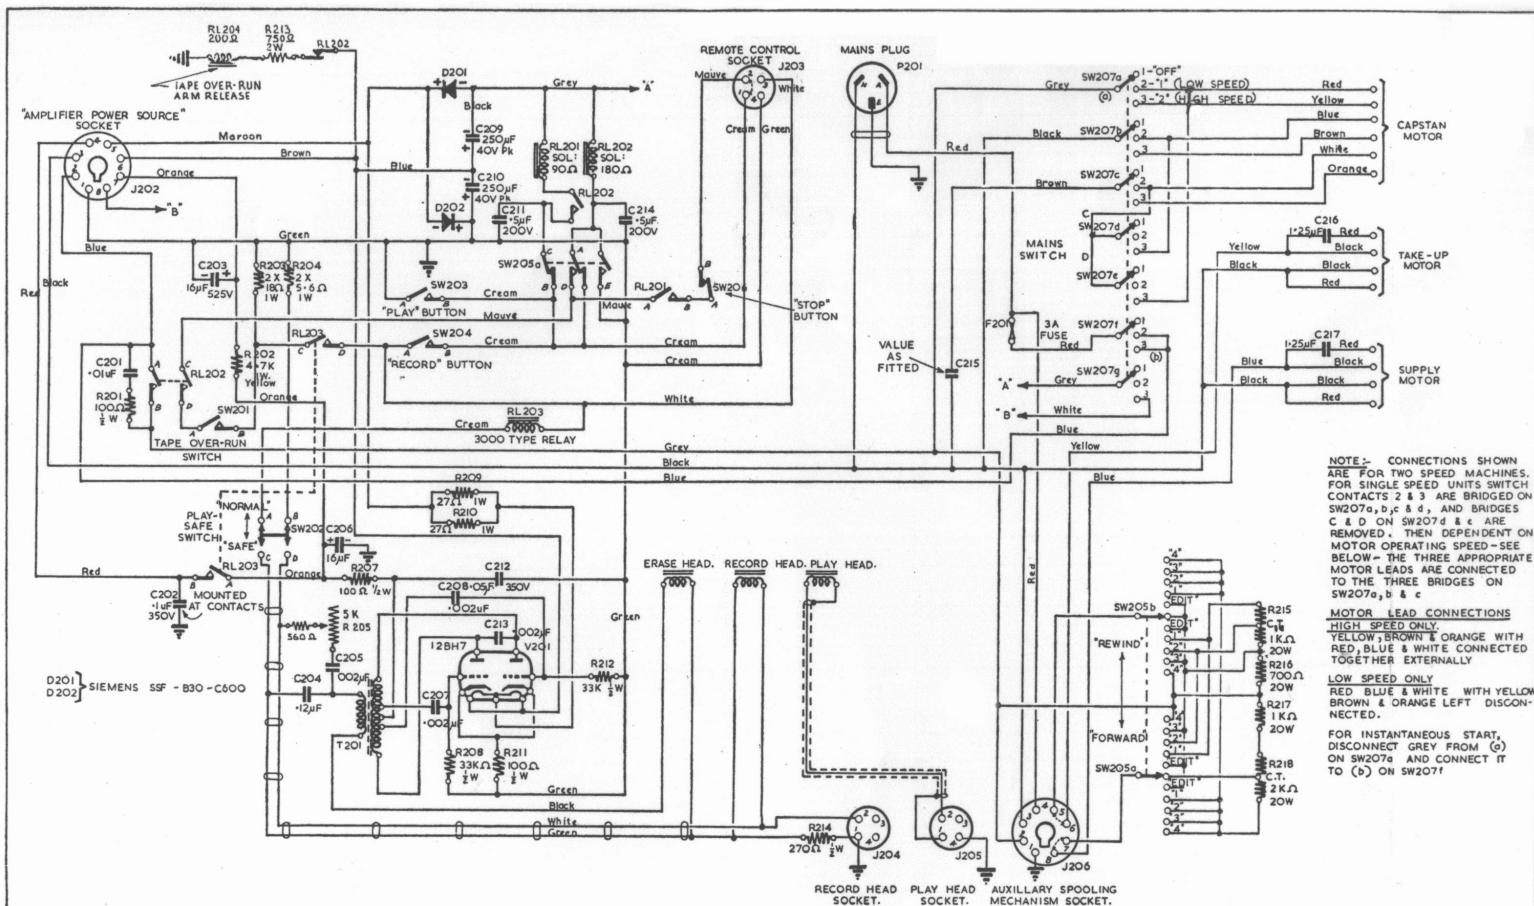 RL204
200Ω
R213
750Ω
2W
RL202
TAPE OVER-RUN
ARM RELEASE
"AMPLIFIER POWER SOURCE"
SOCKET
J202
"B"
Maroon
Brown
Orange
Blue
D201
Black
C209
250µF
40V Pk
C210
250µF
40V Pk
D202
C211
.5µF
200V
Grey
"A"
RL201
SOL:
90Ω
RL202
SOL:
180Ω
RL202
C214
.5µF
200V
REMOTE CONTROL
SOCKET
J203
Mauve
White
Cream
Green
MAINS PLUG
P201
Red
Grey
SW207a
(a)
1-"OFF"
2-"1" (LOW SPEED)
3-"2" (HIGH SPEED)
Black
SW207b
Brown
SW207c
SW207d
SW207e
MAINS
SWITCH
SW207f
(b)
SW207g
Red
Yellow
Blue
Brown
White
Orange
CAPSTAN
MOTOR
C216
1.25µF
Red
Black
Black
Red
Yellow
Black
TAKE-UP
MOTOR
C217
1.25µF
Red
Black
Black
Red
Blue
Black
SUPPLY
MOTOR
Green
Blue
Red
Black
C203
16µF
525V
R203
2 X
18Ω
1W
R204
2 X
5.6Ω
1W
SW205a
SW203
"PLAY" BUTTON
Cream
Mauve
Mauve
RL201
SW20
"STOP"
BUTTON
RL203
SW204
"RECORD" BUTTON
Cream
Cream
Cream
F201
3A
FUSE
Red
VALUE
AS
FITTED
C215
"A"
Grey
"B"
White
Blue
C201
.01uF
R201
100Ω
½W
RL202
R202
4.7K
1W.
Yellow
Orange
SW201
TAPE OVER-RUN
SWITCH
RL203
3000 TYPE RELAY
Cream
White
Grey
Black
Blue
Yellow
Blue
"NORMAL"
PLAY-
SAFE
SWITCH
"SAFE"
SW202
C206
16µF
R209
27Ω 1W
R210
27Ω 1W
Red
RL203
MOUNTED
AT CONTACTS
C202
.1uF
350V
Orange
R207
100Ω ½W
C212
350V
C208 .05µF
.002uF
5K
R 205
560Ω
C205
.002µF
C204
.12µF
T201
C207
.002µF
C213
.002µF
12BH7
V201
R212
33K ½W
R208
33KΩ
½W
R211
100Ω
½W
Green
Green
Black
White
Green
D201
D202
SIEMENS SSF - B30 - C600
ERASE HEAD.
RECORD HEAD.
PLAY HEAD.
R214
270Ω ½W
J204
RECORD HEAD
SOCKET.
J205
PLAY HEAD
SOCKET.
J206
AUXILLARY SPOOLING
MECHANISM SOCKET.
Red
SW205b
"REWIND"
"FORWARD"
SW205a
"EDIT"
"EDIT"
"EDIT"
"EDIT"
R215
C.T.
1KΩ
20W
R216
700Ω
20W
R217
1KΩ
20W
R218
C.T.
2KΩ
20W
NOTE:- CONNECTIONS SHOWN
ARE FOR TWO SPEED MACHINES.
FOR SINGLE SPEED UNITS SWITCH
CONTACTS 2 & 3 ARE BRIDGED ON
SW207a, b, c & d, AND BRIDGES
C & D ON SW207d & e ARE
REMOVED. THEN DEPENDENT ON
MOTOR OPERATING SPEED-SEE
BELOW- THE THREE APPROPRIATE
MOTOR LEADS ARE CONNECTED
TO THE THREE BRIDGES ON
SW207a, b & c
MOTOR LEAD CONNECTIONS
HIGH SPEED ONLY.
YELLOW, BROWN & ORANGE WITH
RED, BLUE & WHITE CONNECTED
TOGETHER EXTERNALLY
LOW SPEED ONLY
RED BLUE & WHITE WITH YELLOW
BROWN & ORANGE LEFT DISCON-
NECTED.
FOR INSTANTANEOUS START,
DISCONNECT GREY FROM (a)
ON SW207a AND CONNECT IT
TO (b) ON SW207f